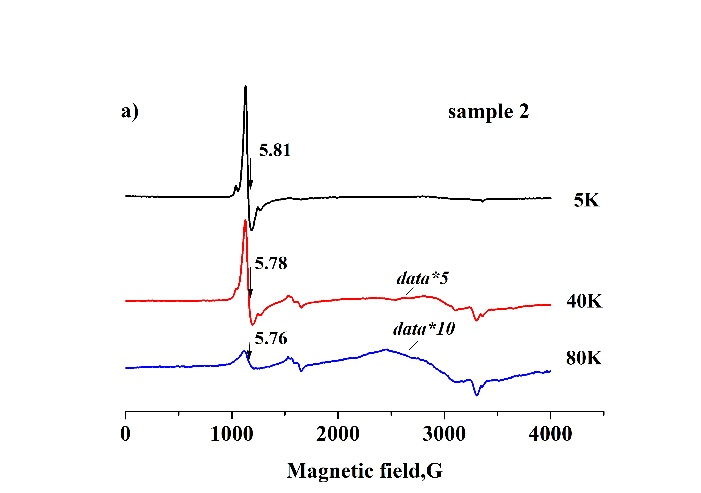 a)
sample 2
5.81
5K
5.78
data*5
40K
5.76
data*10
80K
0 1000 2000 3000 4000
Magnetic field,G